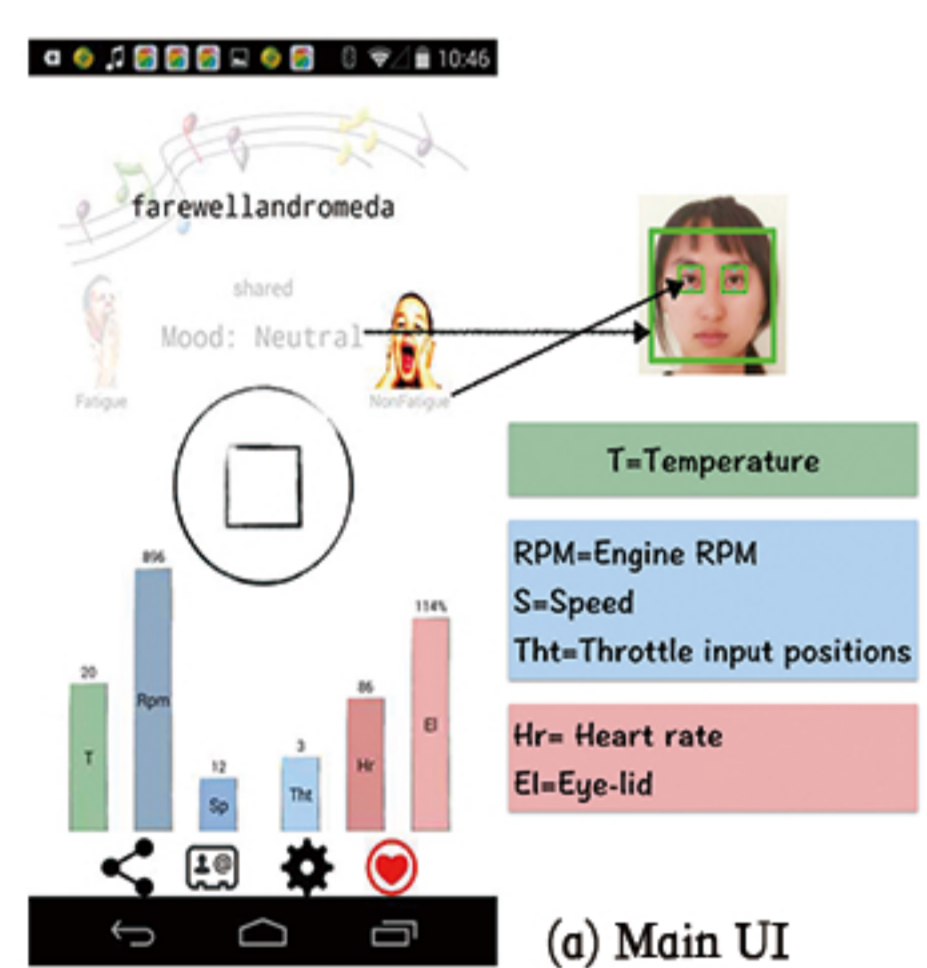 10:46
farewellandromeda
shared
Mood: Neutral
Fatigue
NonFatigue
T=Temperature
RPM=Engine RPM
S=Speed
Tht=Throttle input positions
Hr= Heart rate
El=Eye-lid
896
114%
20
86
3
12
Rpm
El
T
Hr
Tht
Sp
(a) Main UI